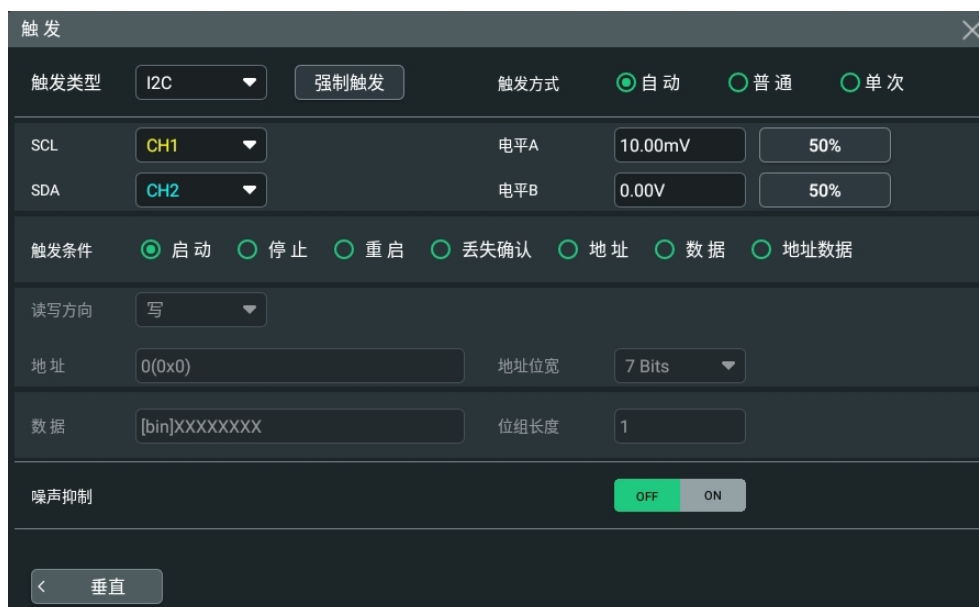 触发
触发类型 I2C 强制触发 触发方式 自动 普通 单次
SCL CH1 电平A 10.00mV 50%
SDA CH2 电平B 0.00V 50%
触发条件 启动 停止 重启 丢失确认 地址 数据 地址数据
读写方向 写
地址 0(0x0) 地址位宽 7 Bits
数据 [bin]XXXXXXXX 位组长度 1
噪声抑制 OFF ON
< 垂直